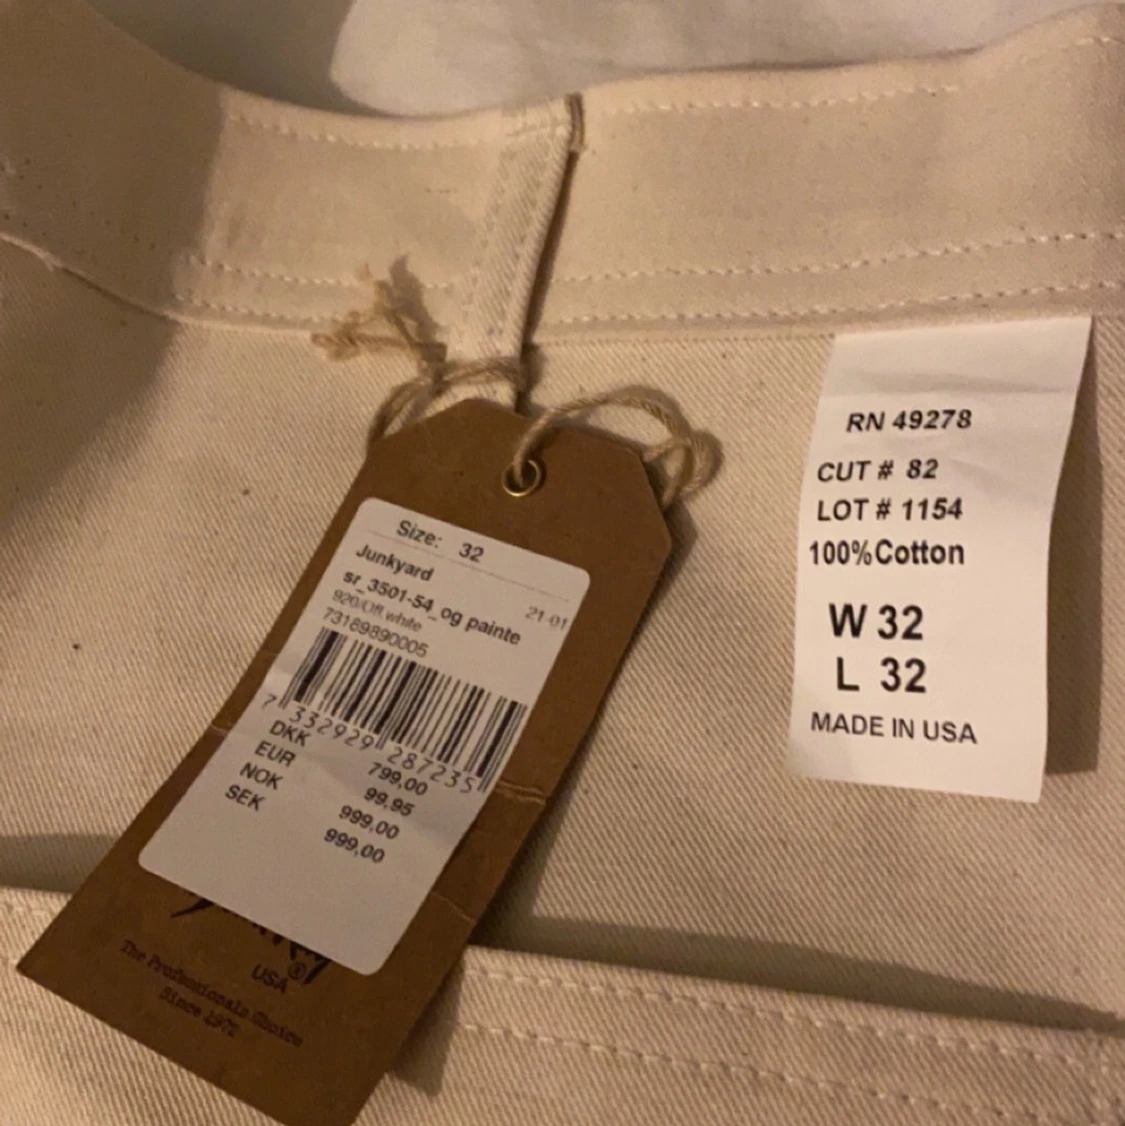 Size: 32
Junkyard
sr_3501-54_og painte
920/Off.white 21-01
73189890005
7 332929 287235
DKK 799,00
EUR 99,95
NOK 999,00
SEK 999,00
USA®
The Professionals Choice
Since 1972
RN 49278
CUT # 82
LOT # 1154
100%Cotton
W 32
L 32
MADE IN USA